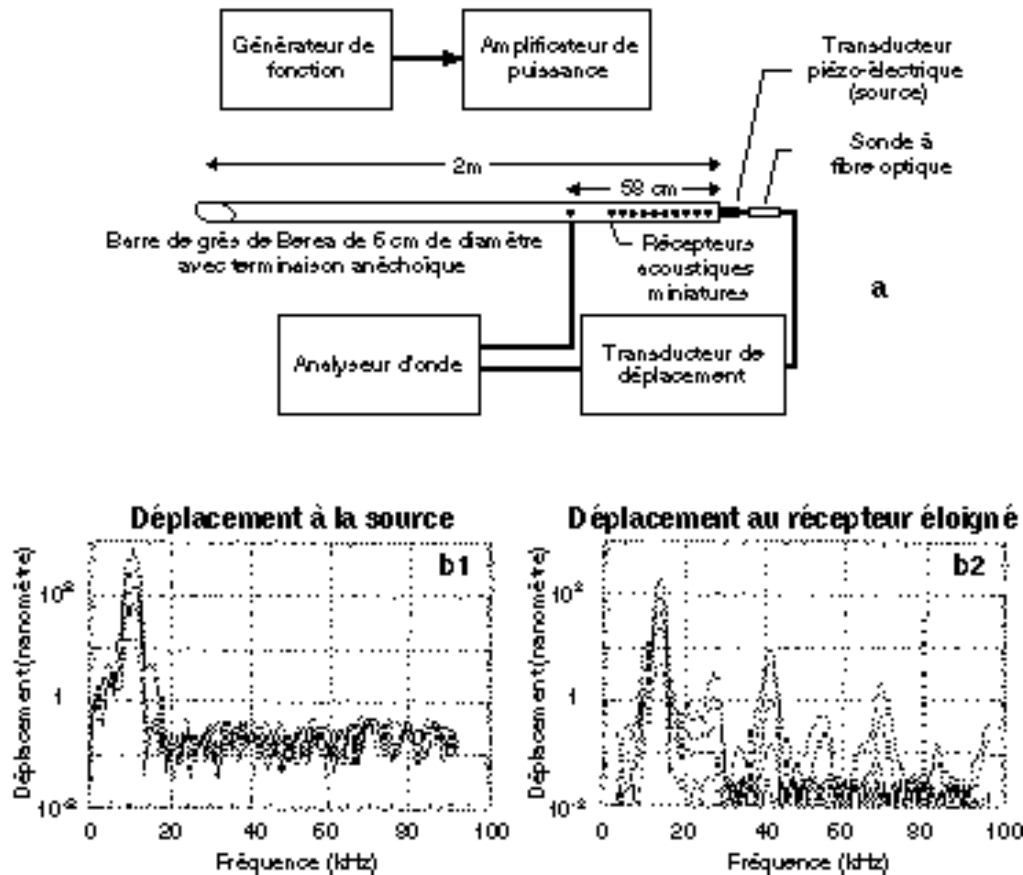 Générateur de
fonction
Amplificateur de
puissance
Transducteur
piézo-électrique
(source)
Sonde à
fibre optique
2m
58 cm
Barre de grès de Berea de 6 cm de diamètre
avec terminaison anéchoïque
Récepteurs
acoustiques
miniatures
a
Analyseur d'onde
Transducteur de
déplacement
Déplacement à la source
b1
Déplacement (nanomètre)
10²
1
10⁻²
0 20 40 60 80 100
Fréquence (kHz)
Déplacement au récepteur éloigné
b2
Déplacement (nanomètre)
10²
1
10⁻²
0 20 40 60 80 100
Fréquence (kHz)